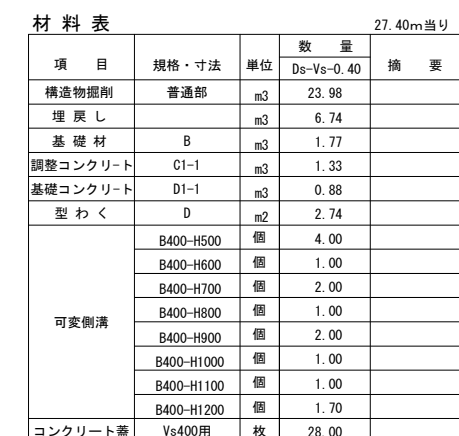 材 料 表 27.40m当り
項 目 規格・寸法 単位 数 量 摘 要
Ds-Vs-0.40
構造物掘削 普通部 m3 23.98
埋 戻 し m3 6.74
基 礎 材 B m3 1.77
調整コンクリート C1-1 m3 1.33
基礎コンクリート D1-1 m3 0.88
型 わ く D m2 2.74
可変側溝 B400-H500 個 4.00
B400-H600 個 1.00
B400-H700 個 2.00
B400-H800 個 1.00
B400-H900 個 2.00
B400-H1000 個 1.00
B400-H1100 個 1.00
B400-H1200 個 1.70
コンクリート蓋 Vs400用 枚 28.00